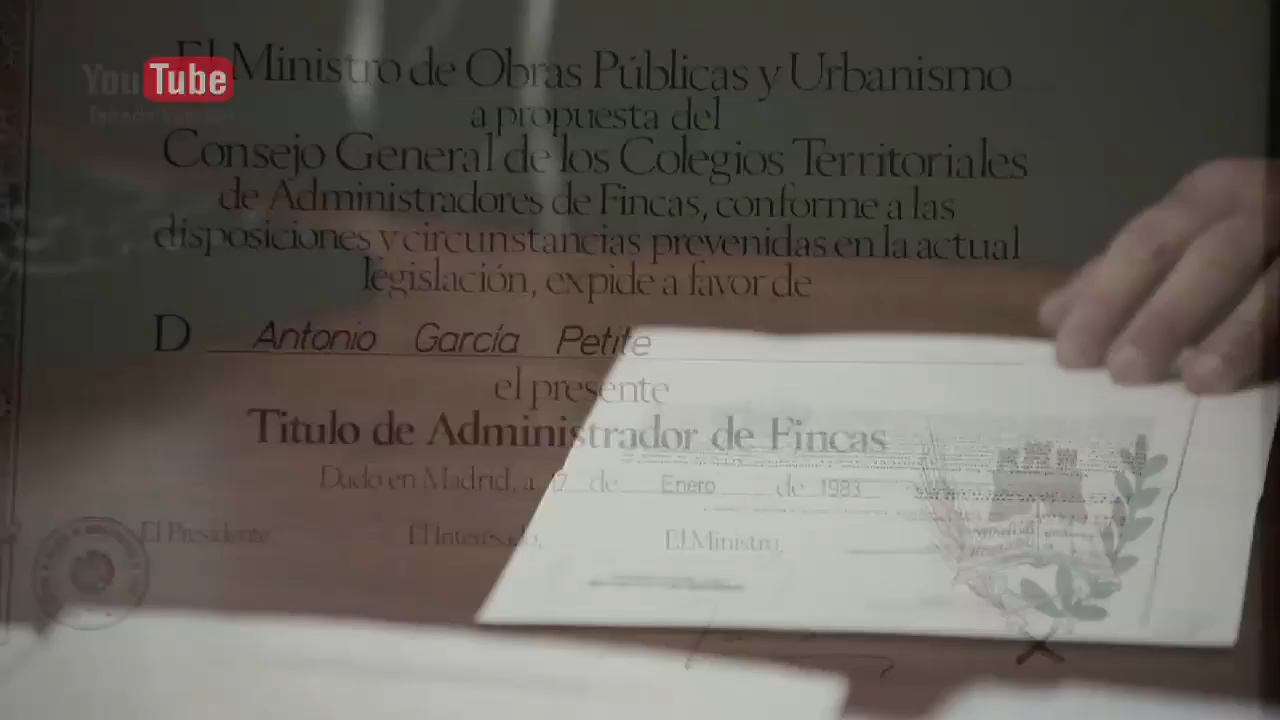 El Ministro de Obras Públicas y Urbanismo
YouTube
a propuesta del
Consejo General de los Colegios Territoriales
de Administradores de Fincas, conforme a las
disposiciones y circunstancias prevenidas en la actual
legislación, expide a favor de
D Antonio García Petite
el presente
Titulo de Administrador de Fincas
Dado en Madrid, a 17 de Enero de 1983
El Presidente El Interesado, El Ministro,